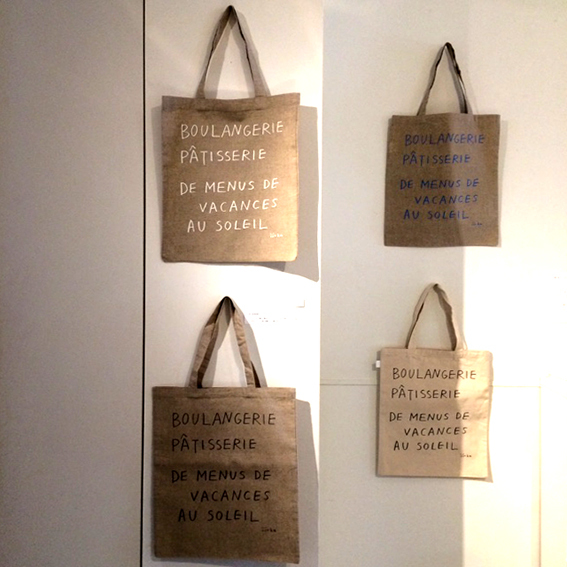 BOULANGERIE
PÂTISSERIE
DE MENUS DE
VACANCES
AU SOLEIL
BOULANGERIE
PÂTISSERIE
DE MENUS DE
VACANCES
AU SOLEIL
BOULANGERIE
PÂTISSERIE
DE MENUS DE
VACANCES
AU SOLEIL
BOULANGERIE
PÂTISSERIE
DE MENUS DE
VACANCES
AU SOLEIL